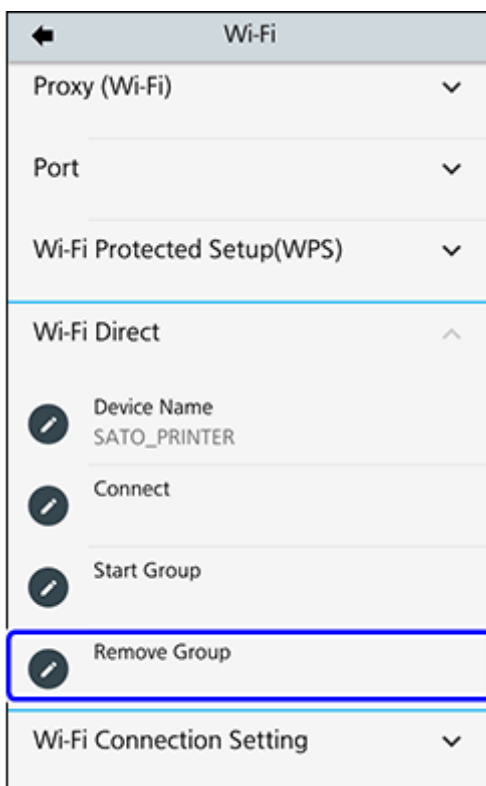 Wi-Fi
Proxy (Wi-Fi)
Port
Wi-Fi Protected Setup(WPS)
Wi-Fi Direct
Device Name
SATO_PRINTER
Connect
Start Group
Remove Group
Wi-Fi Connection Setting